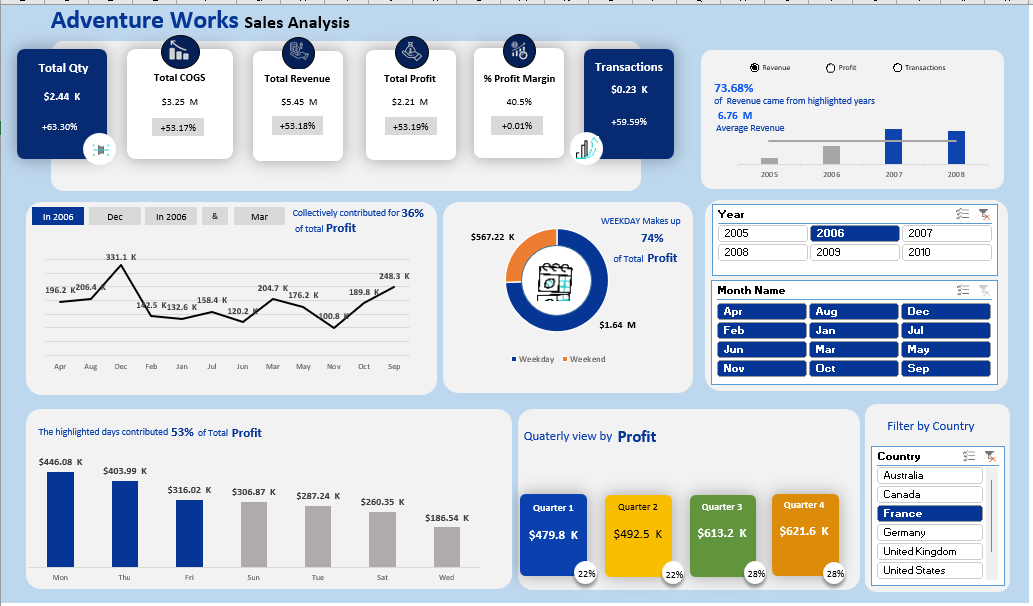 Adventure Works Sales Analysis
Total Qty
$2.44 K
+63.30%
Total COGS
$3.25 M
+53.17%
Total Revenue
$5.45 M
+53.18%
Total Profit
$2.21 M
+53.19%
% Profit Margin
40.5%
+0.01%
Transactions
$0.23 K
+59.59%
Revenue Profit Transactions
73.68%
of Revenue came from highlighted years
6.76 M
Average Revenue
2005 2006 2007 2008
In 2006 Dec In 2006 & Mar
Collectively contributed for 36%
of total Profit
196.2 K 206.4 K 331.1 K 142.5 K 132.6 K 158.4 K 120.2 K 204.7 K 176.2 K 100.8 K 189.8 K 248.3 K
Apr Aug Dec Feb Jan Jul Jun Mar May Nov Oct Sep
WEEKDAY Makes up
74%
of Total Profit
$567.22 K
$1.64 M
Weekday Weekend
Year
2005 2006 2007
2008 2009 2010
Month Name
Apr Aug Dec
Feb Jan Jul
Jun Mar May
Nov Oct Sep
The highlighted days contributed 53% of Total Profit
$446.08 K $403.99 K $316.02 K $306.87 K $287.24 K $260.35 K $186.54 K
Mon Thu Fri Sun Tue Sat Wed
Quaterly view by Profit
Quarter 1
$479.8 K
22%
Quarter 2
$492.5 K
22%
Quarter 3
$613.2 K
28%
Quarter 4
$621.6 K
28%
Filter by Country
Country
Australia
Canada
France
Germany
United Kingdom
United States